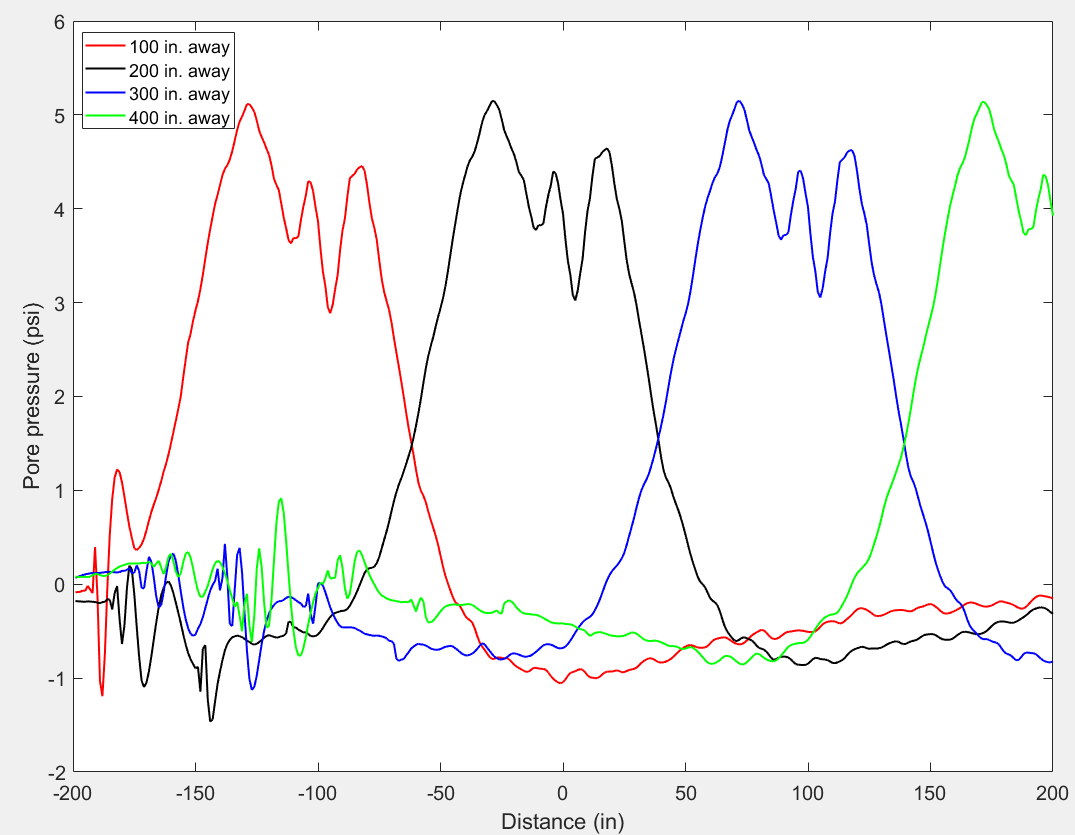 6
5
4
3
2
1
0
-1
-2
Pore pressure (psi)
100 in. away
200 in. away
300 in. away
400 in. away
-200 -150 -100 -50 0 50 100 150 200
Distance (in)